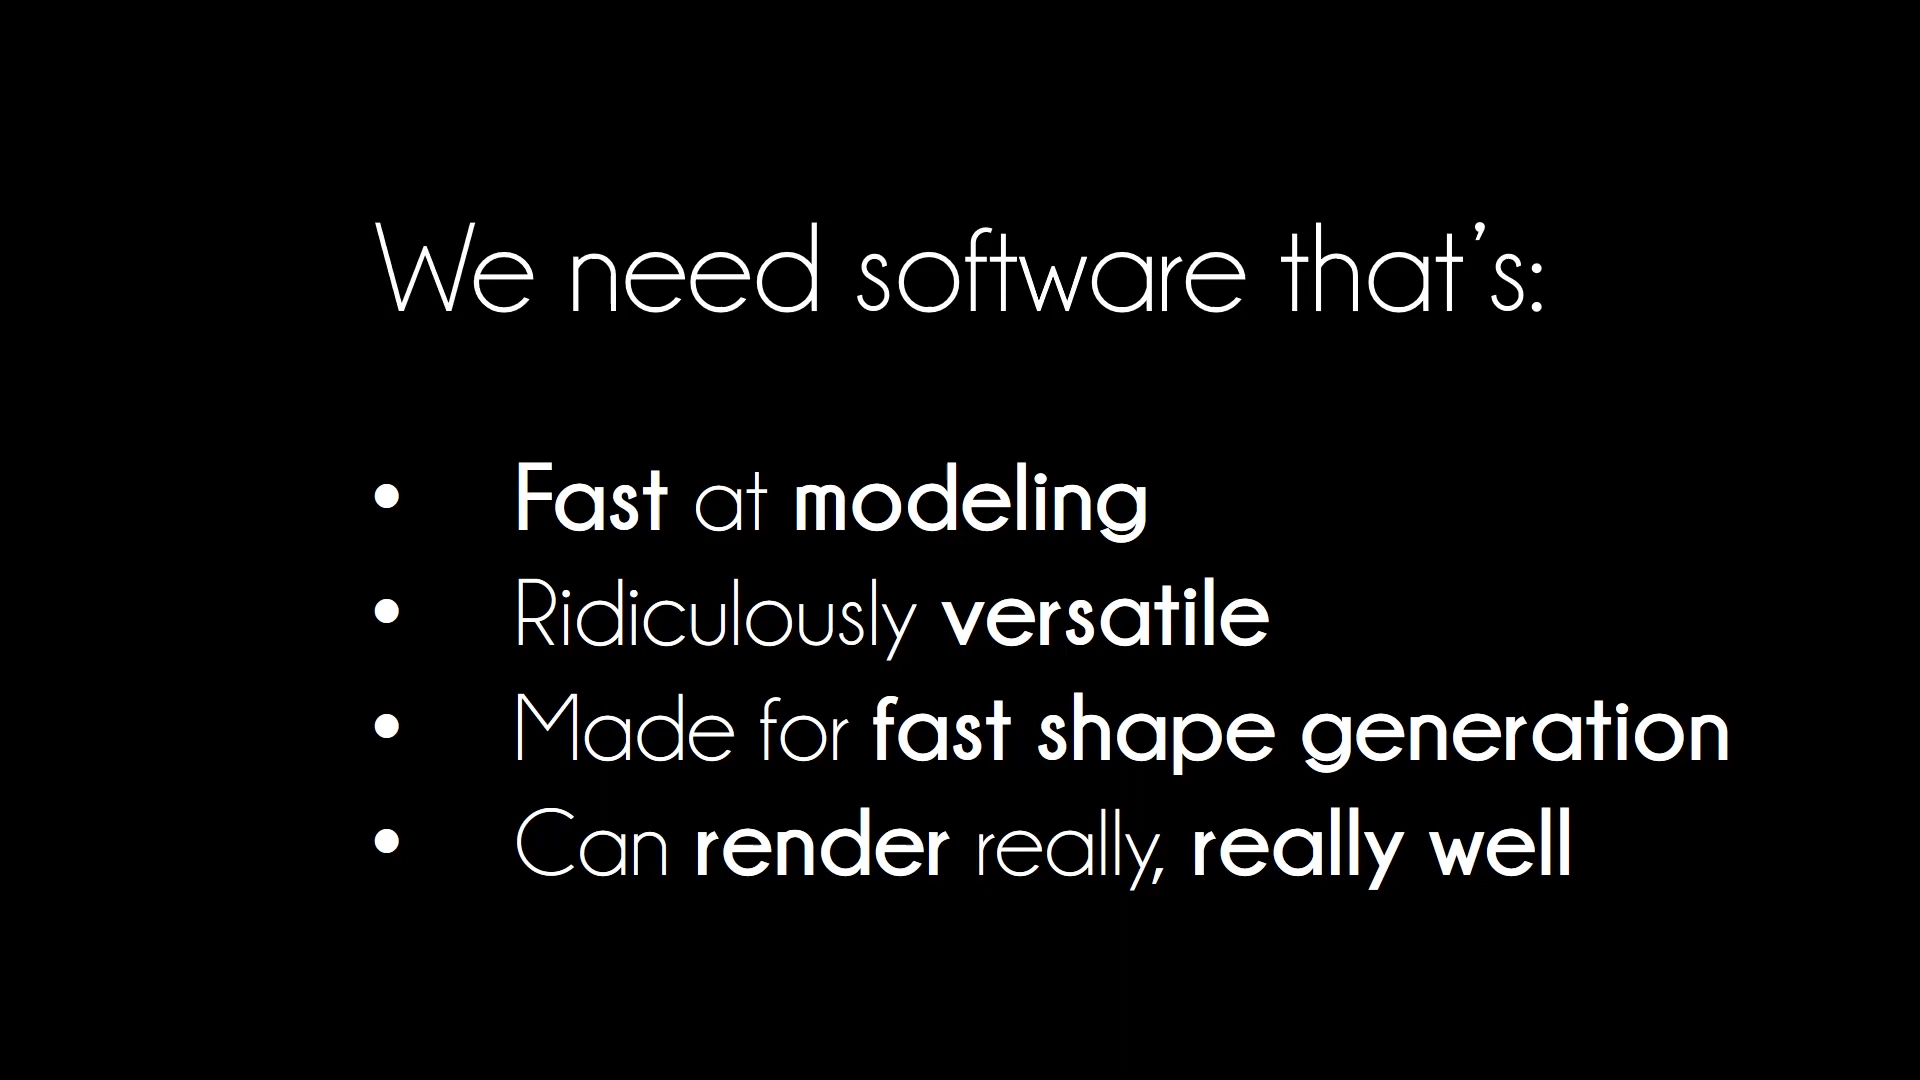 We need software that’s:
• Fast at modeling
• Ridiculously versatile
• Made for fast shape generation
• Can render really, really well